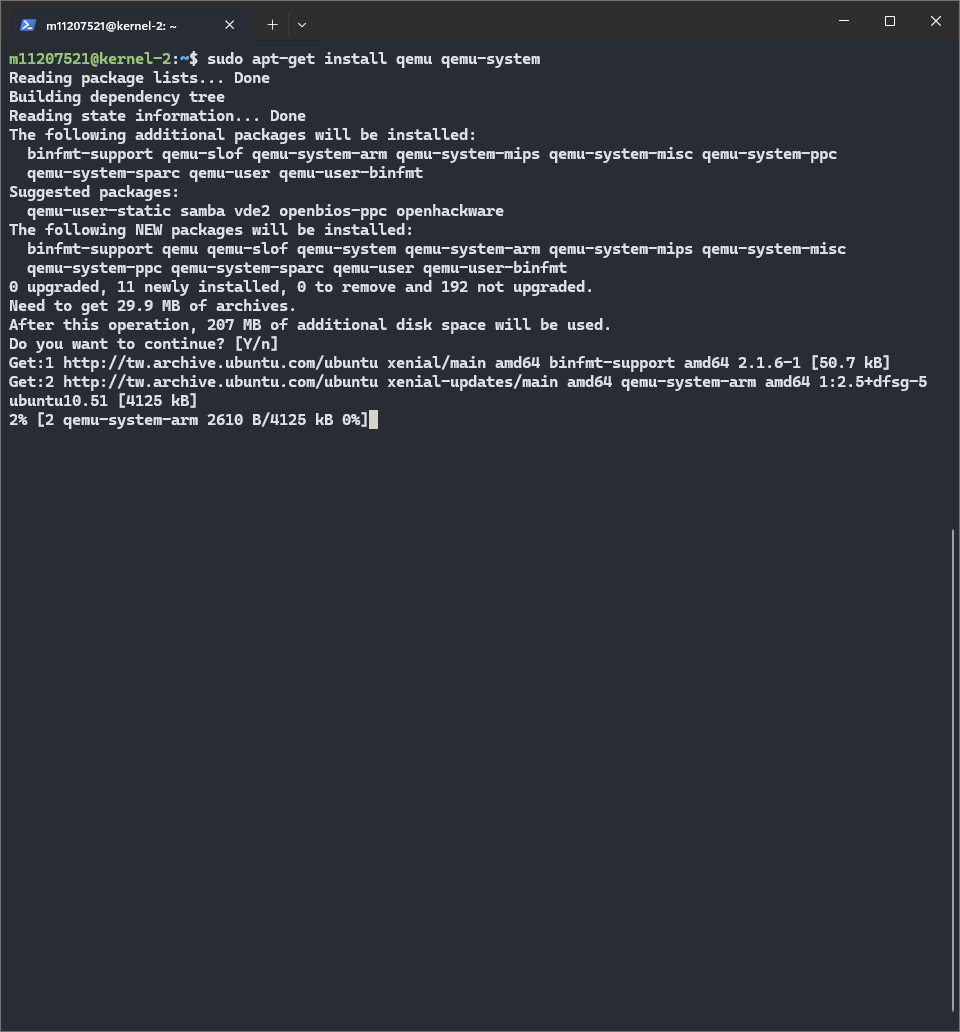 m11207521@kernel-2: ~
m11207521@kernel-2:~$ sudo apt-get install qemu qemu-system
Reading package lists... Done
Building dependency tree
Reading state information... Done
The following additional packages will be installed:
  binfmt-support qemu-slof qemu-system-arm qemu-system-mips qemu-system-misc qemu-system-ppc
  qemu-system-sparc qemu-user qemu-user-binfmt
Suggested packages:
  qemu-user-static samba vde2 openbios-ppc openhackware
The following NEW packages will be installed:
  binfmt-support qemu qemu-slof qemu-system qemu-system-arm qemu-system-mips qemu-system-misc
  qemu-system-ppc qemu-system-sparc qemu-user qemu-user-binfmt
0 upgraded, 11 newly installed, 0 to remove and 192 not upgraded.
Need to get 29.9 MB of archives.
After this operation, 207 MB of additional disk space will be used.
Do you want to continue? [Y/n]
Get:1 http://tw.archive.ubuntu.com/ubuntu xenial/main amd64 binfmt-support amd64 2.1.6-1 [50.7 kB]
Get:2 http://tw.archive.ubuntu.com/ubuntu xenial-updates/main amd64 qemu-system-arm amd64 1:2.5+dfsg-5
ubuntu10.51 [4125 kB]
2% [2 qemu-system-arm 2610 B/4125 kB 0%]